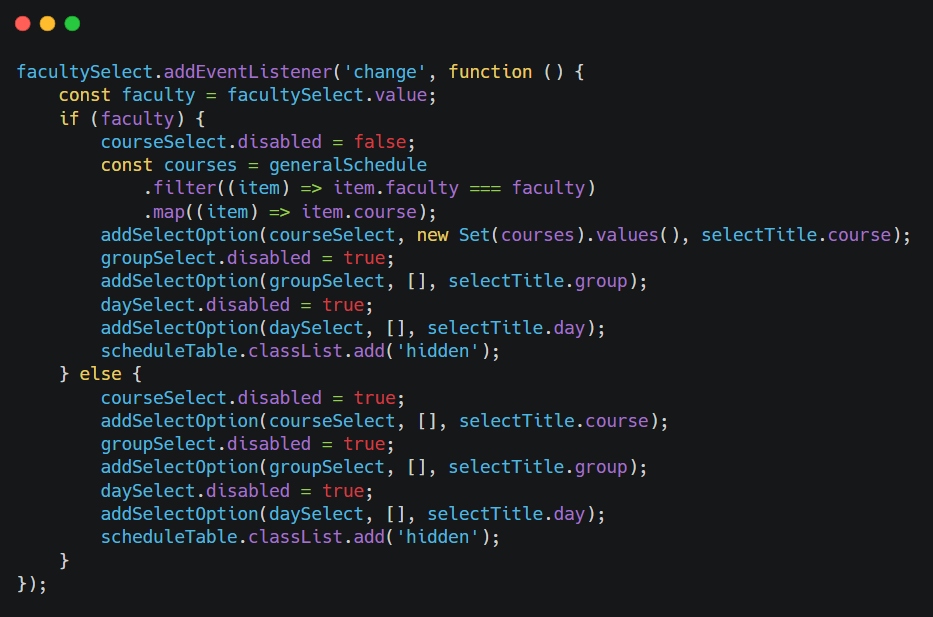 facultySelect.addEventListener('change', function () {
    const faculty = facultySelect.value;
    if (faculty) {
        courseSelect.disabled = false;
        const courses = generalSchedule
            .filter((item) => item.faculty === faculty)
            .map((item) => item.course);
        addSelectOption(courseSelect, new Set(courses).values(), selectTitle.course);
        groupSelect.disabled = true;
        addSelectOption(groupSelect, [], selectTitle.group);
        daySelect.disabled = true;
        addSelectOption(daySelect, [], selectTitle.day);
        scheduleTable.classList.add('hidden');
    } else {
        courseSelect.disabled = true;
        addSelectOption(courseSelect, [], selectTitle.course);
        groupSelect.disabled = true;
        addSelectOption(groupSelect, [], selectTitle.group);
        daySelect.disabled = true;
        addSelectOption(daySelect, [], selectTitle.day);
        scheduleTable.classList.add('hidden');
    }
});